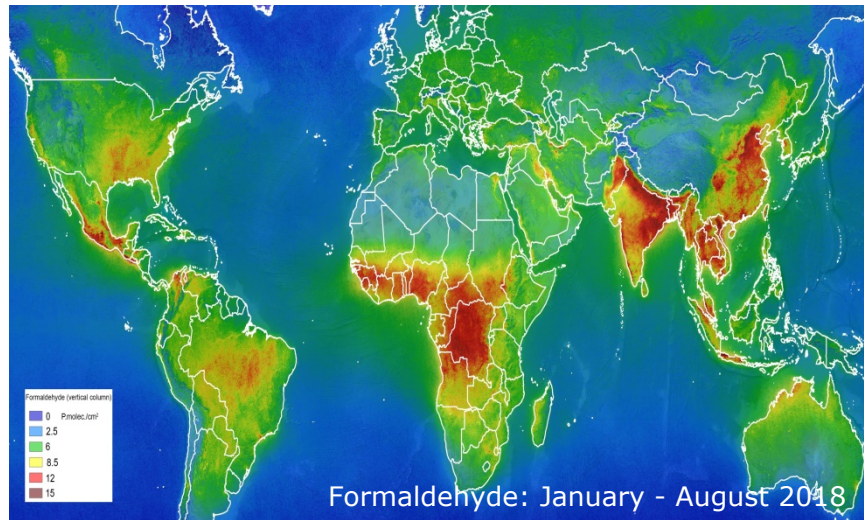 Formaldehyde (vertical column)
0 P.molec./cm²
2.5
6
8.5
12
15
Formaldehyde: January - August 2018